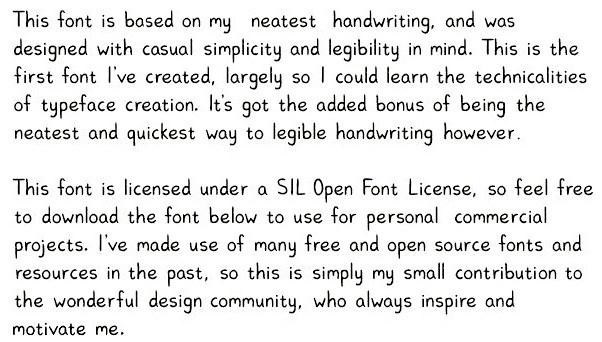 This font is based on my neatest handwriting, and was
designed with casual simplicity and legibility in mind. This is the
first font I've created, largely so I could learn the technicalities
of typeface creation. It's got the added bonus of being the
neatest and quickest way to legible handwriting however.

This font is licensed under a SIL Open Font License, so feel free
to download the font below to use for personal commercial
projects. I've made use of many free and open source fonts and
resources in the past, so this is simply my small contribution to
the wonderful design community, who always inspire and
motivate me.